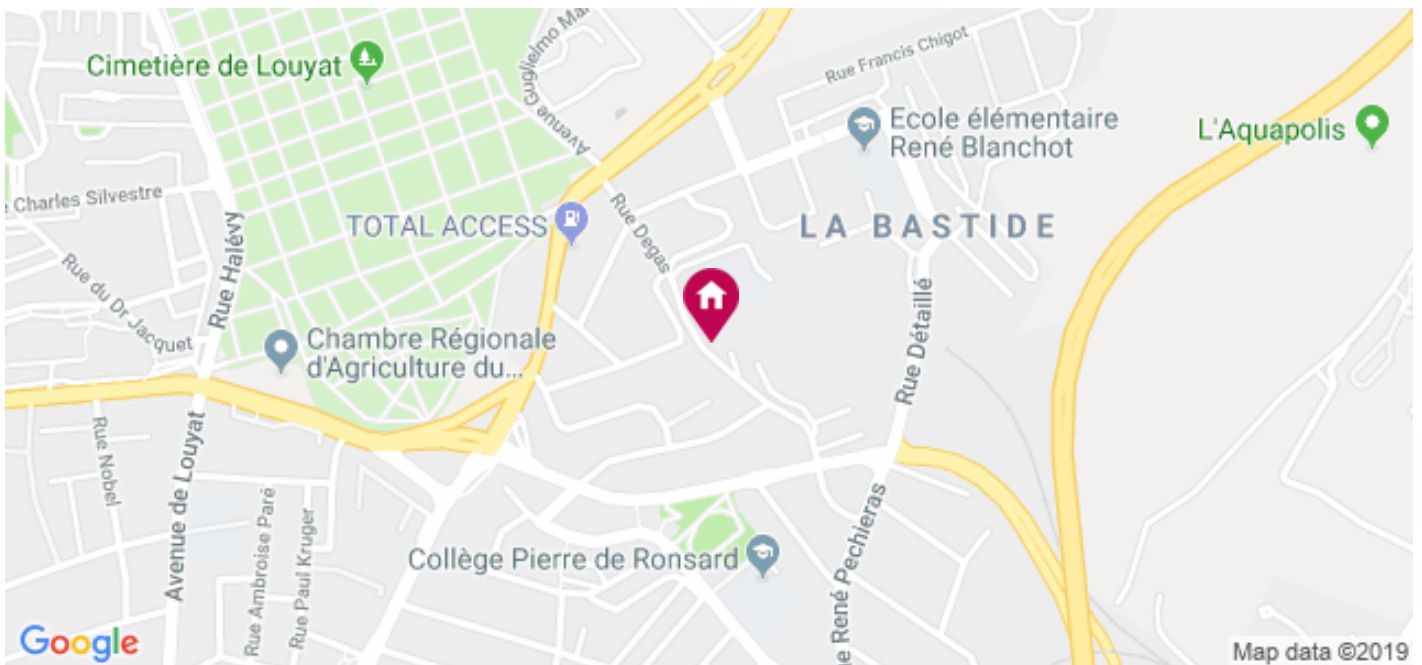 Cimetière de Louyat
Avenue Guglielmo Mar
Rue Francis Chigot
Ecole élémentaire
René Blanchot
L'Aquapolis
e Charles Silvestre
TOTAL ACCESS
Rue Degas
LA BASTIDE
Rue Halévy
Rue du Dr Jacquet
Chambre Régionale
d'Agriculture du...
Rue Détaillé
Rue Nobel
Avenue de Louyat
Rue Ambroise Paré
Rue Paul Kruger
Collège Pierre de Ronsard
e René Pechieras
Google
Map data ©2019